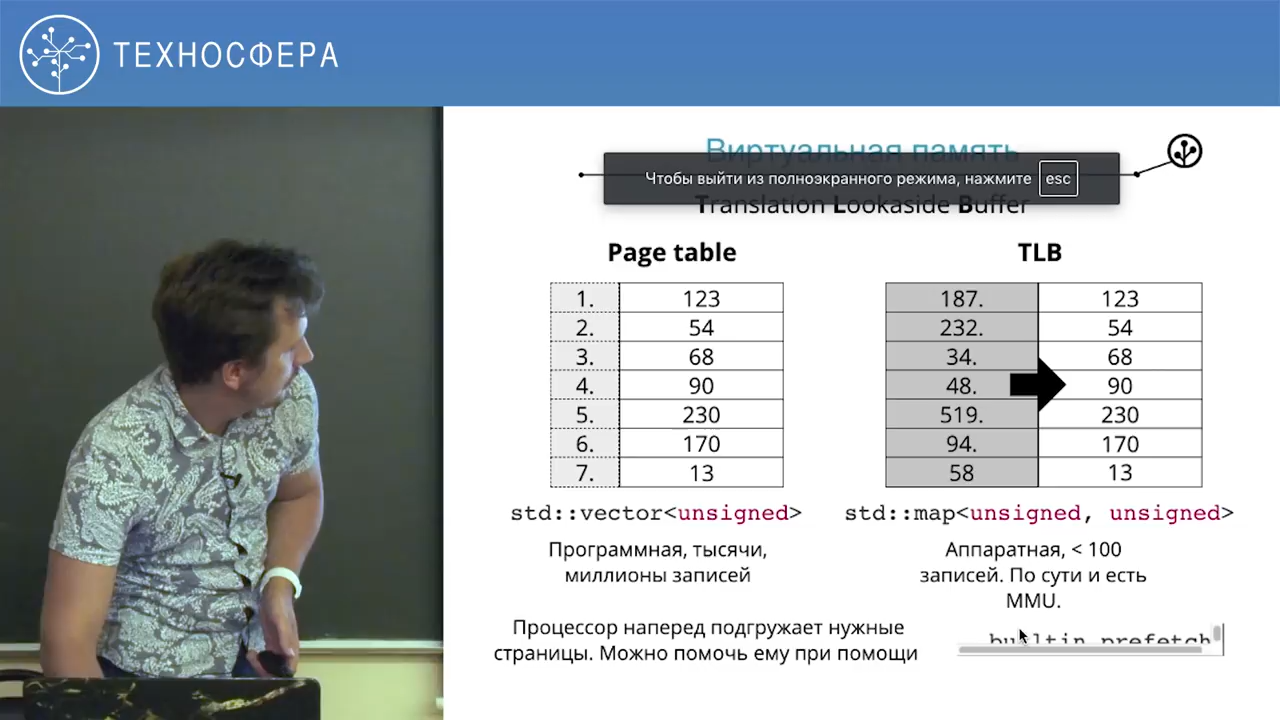 ТЕХНОСФЕРА
Виртуальная память
Чтобы выйти из полноэкранного режима, нажмите esc
Translation Lookaside Buffer
Page table
1. 123
2. 54
3. 68
4. 90
5. 230
6. 170
7. 13
std::vector<unsigned>
Программная, тысячи,
миллионы записей
TLB
187. 123
232. 54
34. 68
48. 90
519. 230
94. 170
58 13
std::map<unsigned, unsigned>
Аппаратная, < 100
записей. По сути и есть
MMU.
Процессор наперед подгружает нужные
страницы. Можно помочь ему при помощи
builtin_prefetch